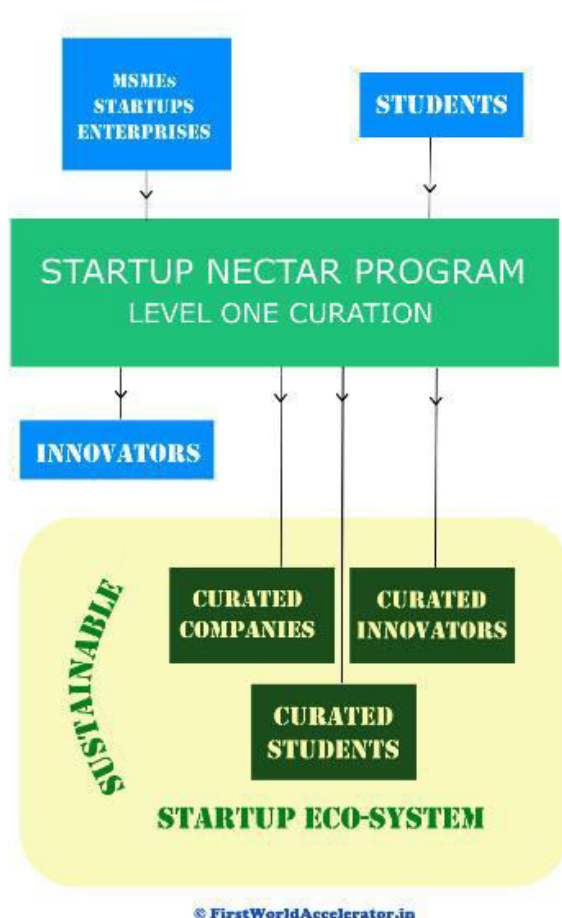 MSMEs
STARTUPS
ENTERPRISES
STUDENTS
STARTUP NECTAR PROGRAM
LEVEL ONE CURATION
INNOVATORS
CURATED
COMPANIES
CURATED
INNOVATORS
CURATED
STUDENTS
SUSTAINABLE
STARTUP ECO-SYSTEM
© FirstWorldAccelerator.in